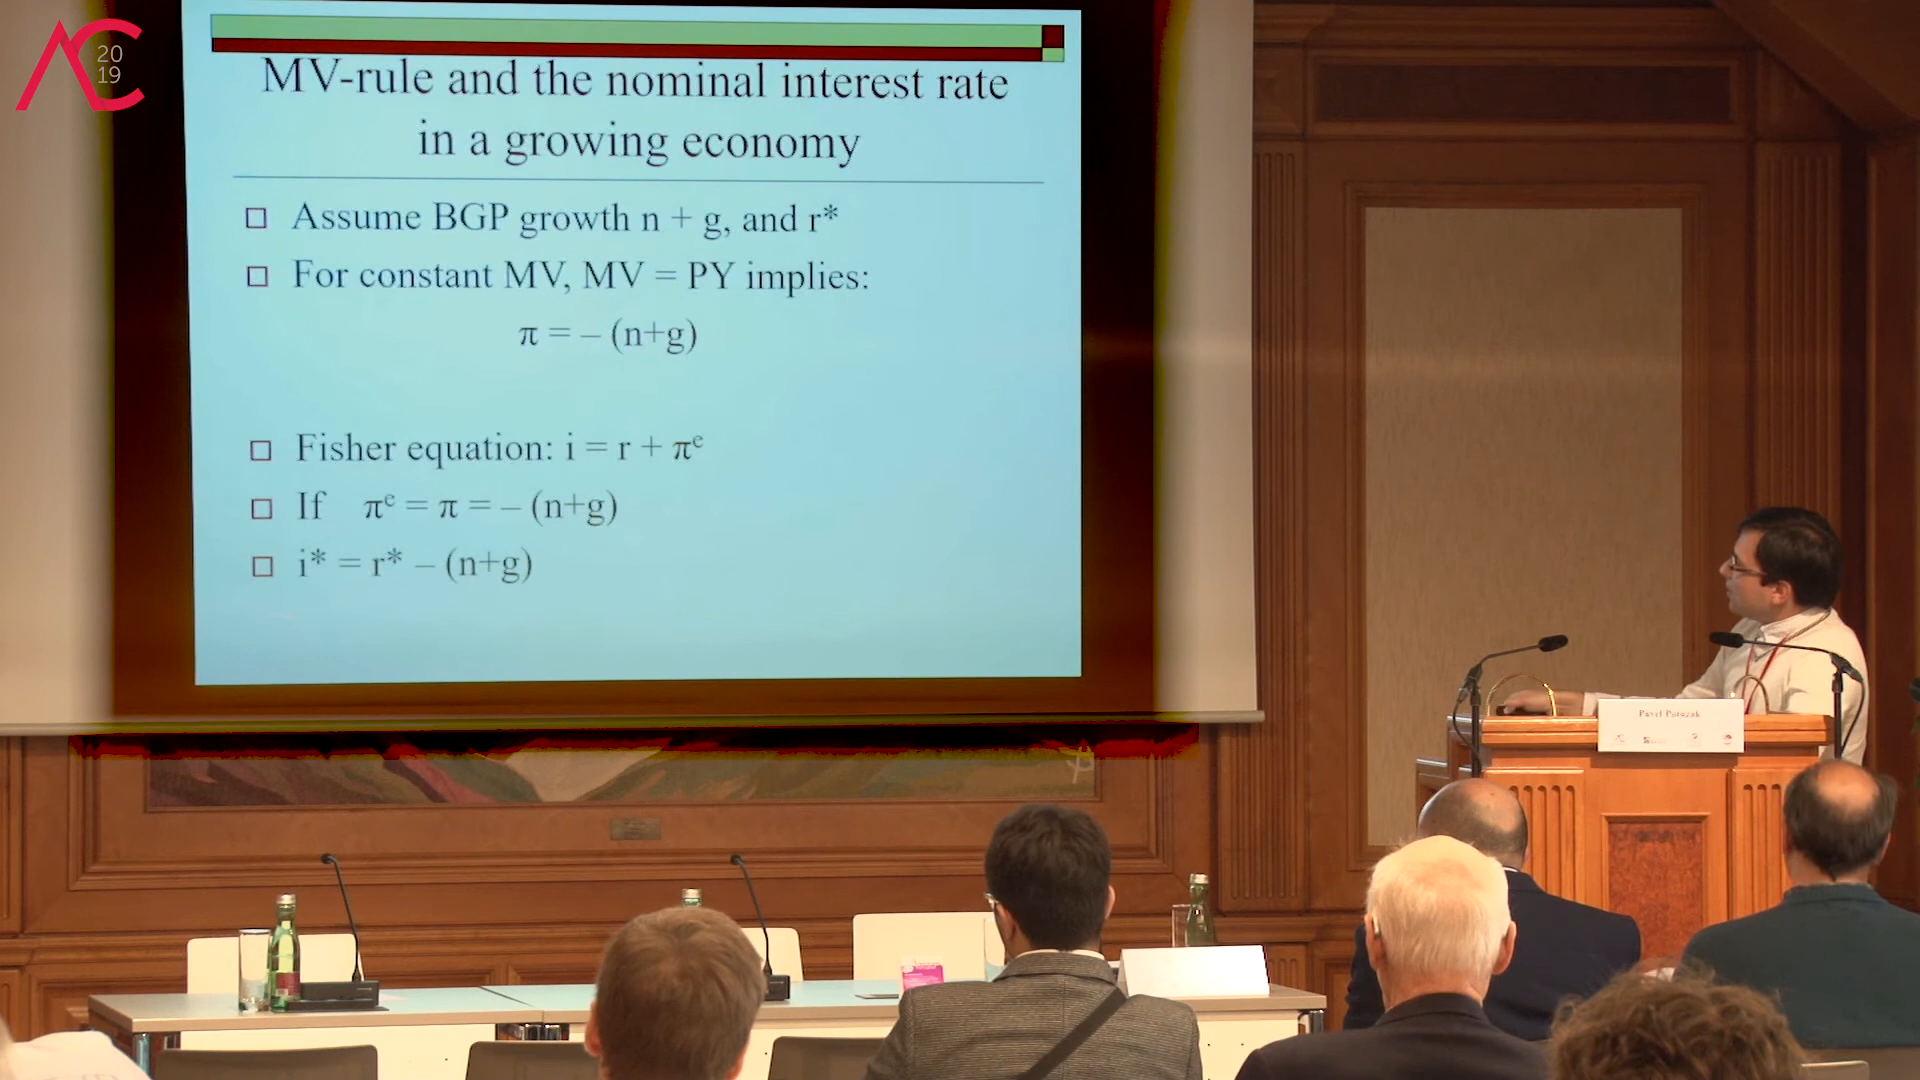 AC
20
19
MV-rule and the nominal interest rate
in a growing economy
Assume BGP growth n + g, and r*
For constant MV, MV = PY implies:
π = – (n+g)
Fisher equation: i = r + πᵉ
If πᵉ = π = – (n+g)
i* = r* – (n+g)
Pavel Potuzak